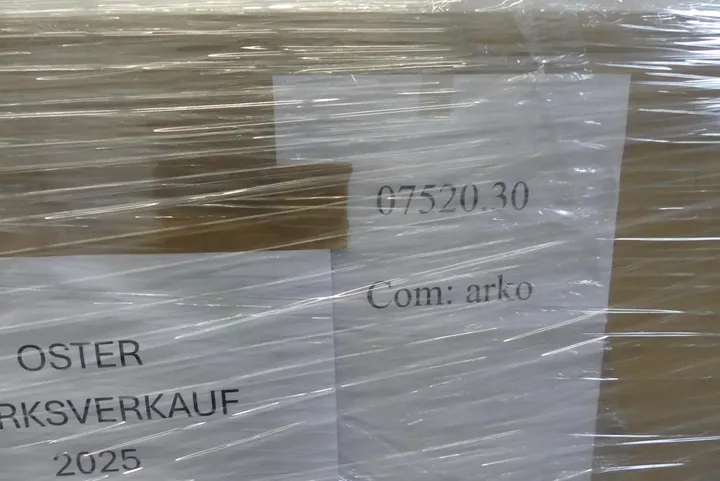 07520.30
Com: arko
OSTER
RKSVERKAUF
2025